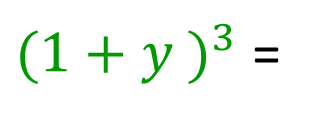 (1 + y )³ =